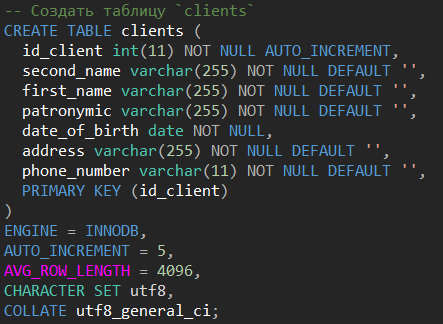 -- Создать таблицу `clients`
CREATE TABLE clients (
  id_client int(11) NOT NULL AUTO_INCREMENT,
  second_name varchar(255) NOT NULL DEFAULT '',
  first_name varchar(255) NOT NULL DEFAULT '',
  patronymic varchar(255) NOT NULL DEFAULT '',
  date_of_birth date NOT NULL,
  address varchar(255) NOT NULL DEFAULT '',
  phone_number varchar(11) NOT NULL DEFAULT '',
  PRIMARY KEY (id_client)
)
ENGINE = INNODB,
AUTO_INCREMENT = 5,
AVG_ROW_LENGTH = 4096,
CHARACTER SET utf8,
COLLATE utf8_general_ci;